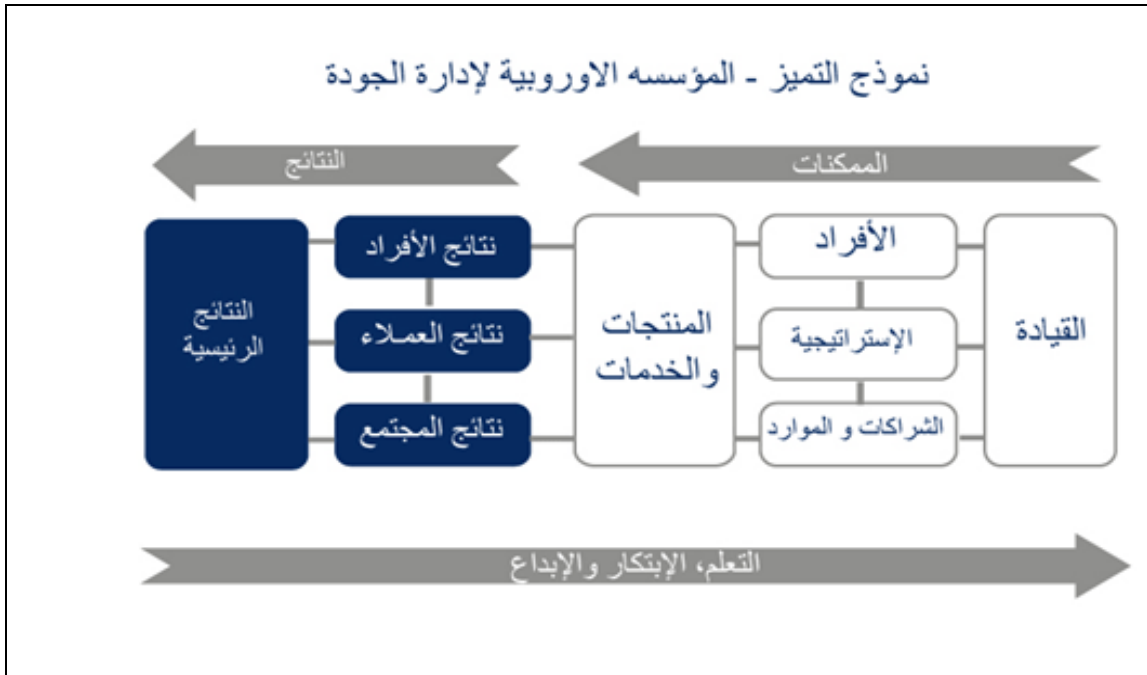 نموذج التميز - المؤسسه الاوروبية لإدارة الجودة
الممكنات
النتائج
القيادة
الأفراد
الإستراتيجية
الشراكات و الموارد
المنتجات
والخدمات
نتائج الأفراد
نتائج العملاء
نتائج المجتمع
النتائج
الرئيسية
التعلم، الإبتكار والإبداع